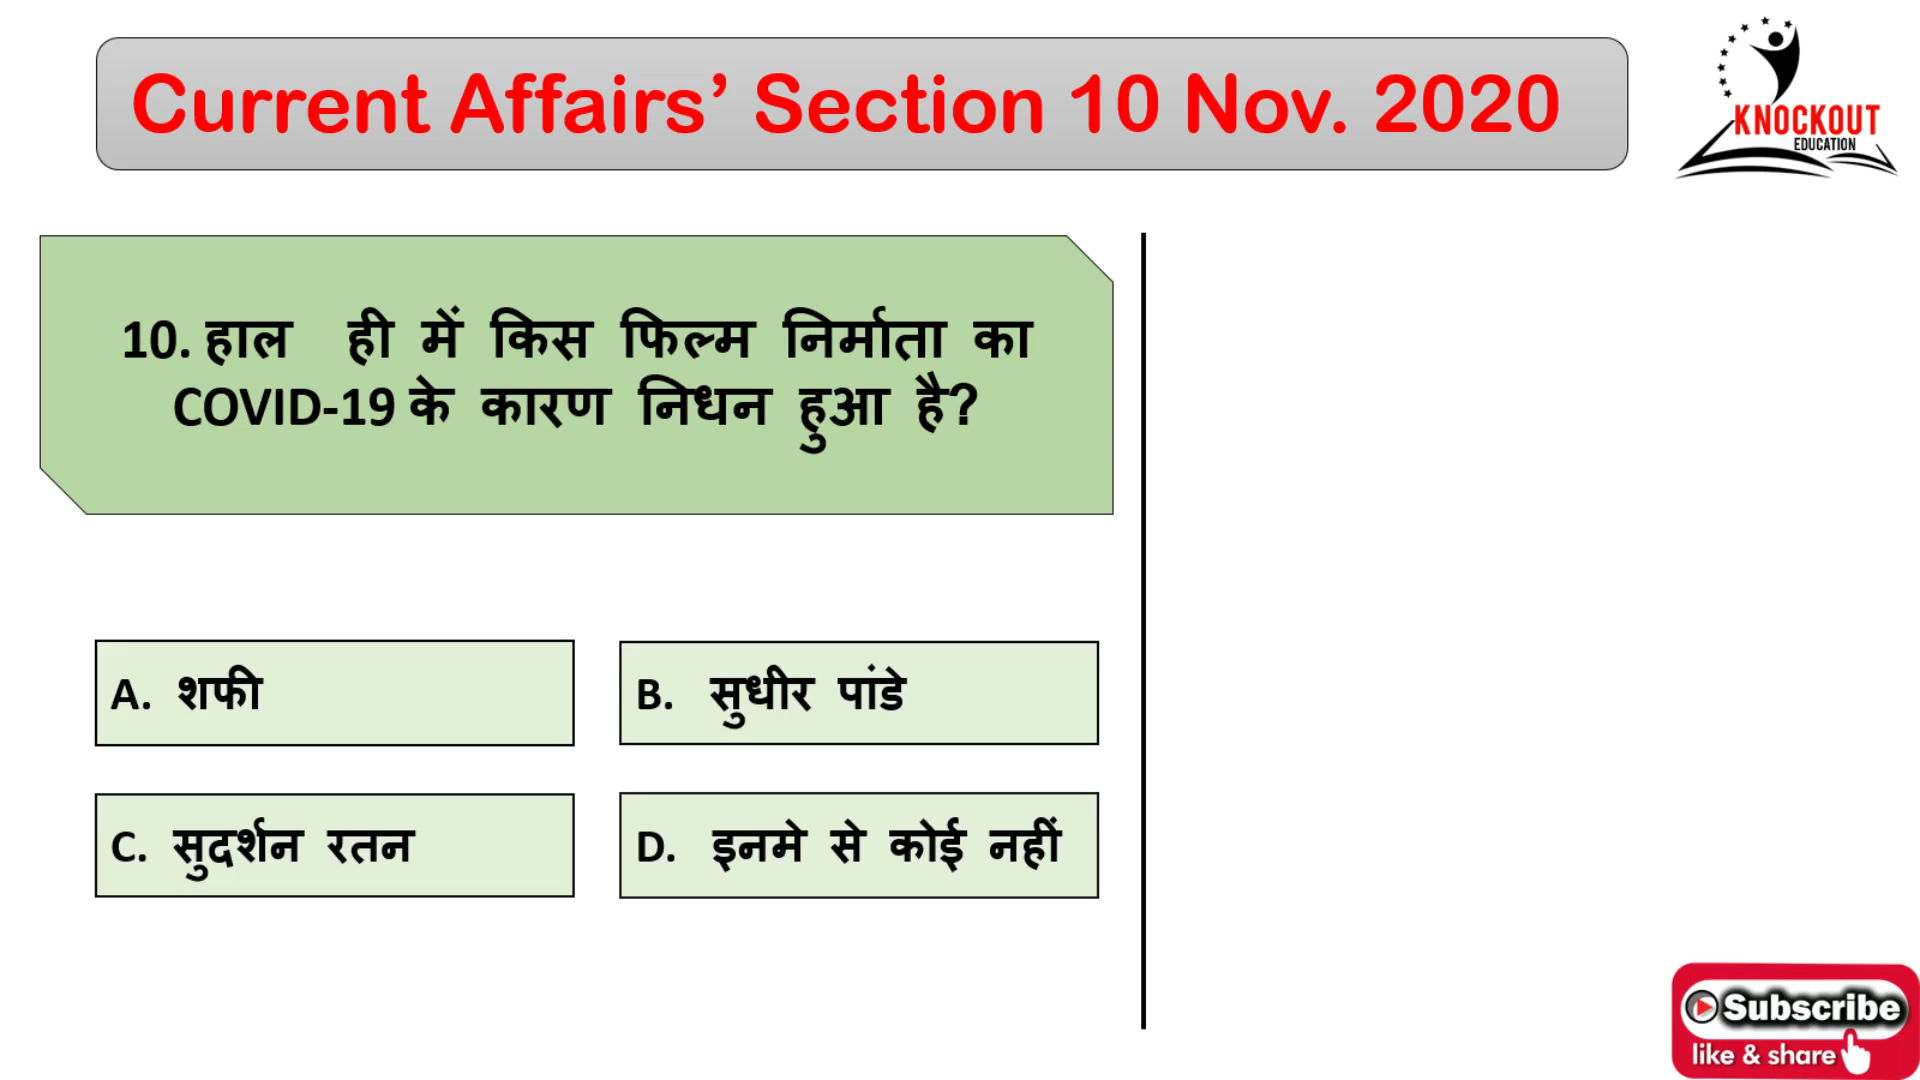 Current Affairs’ Section 10 Nov. 2020
KNOCKOUT
EDUCATION
10. हाल ही में किस फिल्म निर्माता का
COVID-19 के कारण निधन हुआ है?
A. शफी
B. सुधीर पांडे
C. सुदर्शन रतन
D. इनमे से कोई नहीं
Subscribe
like & share